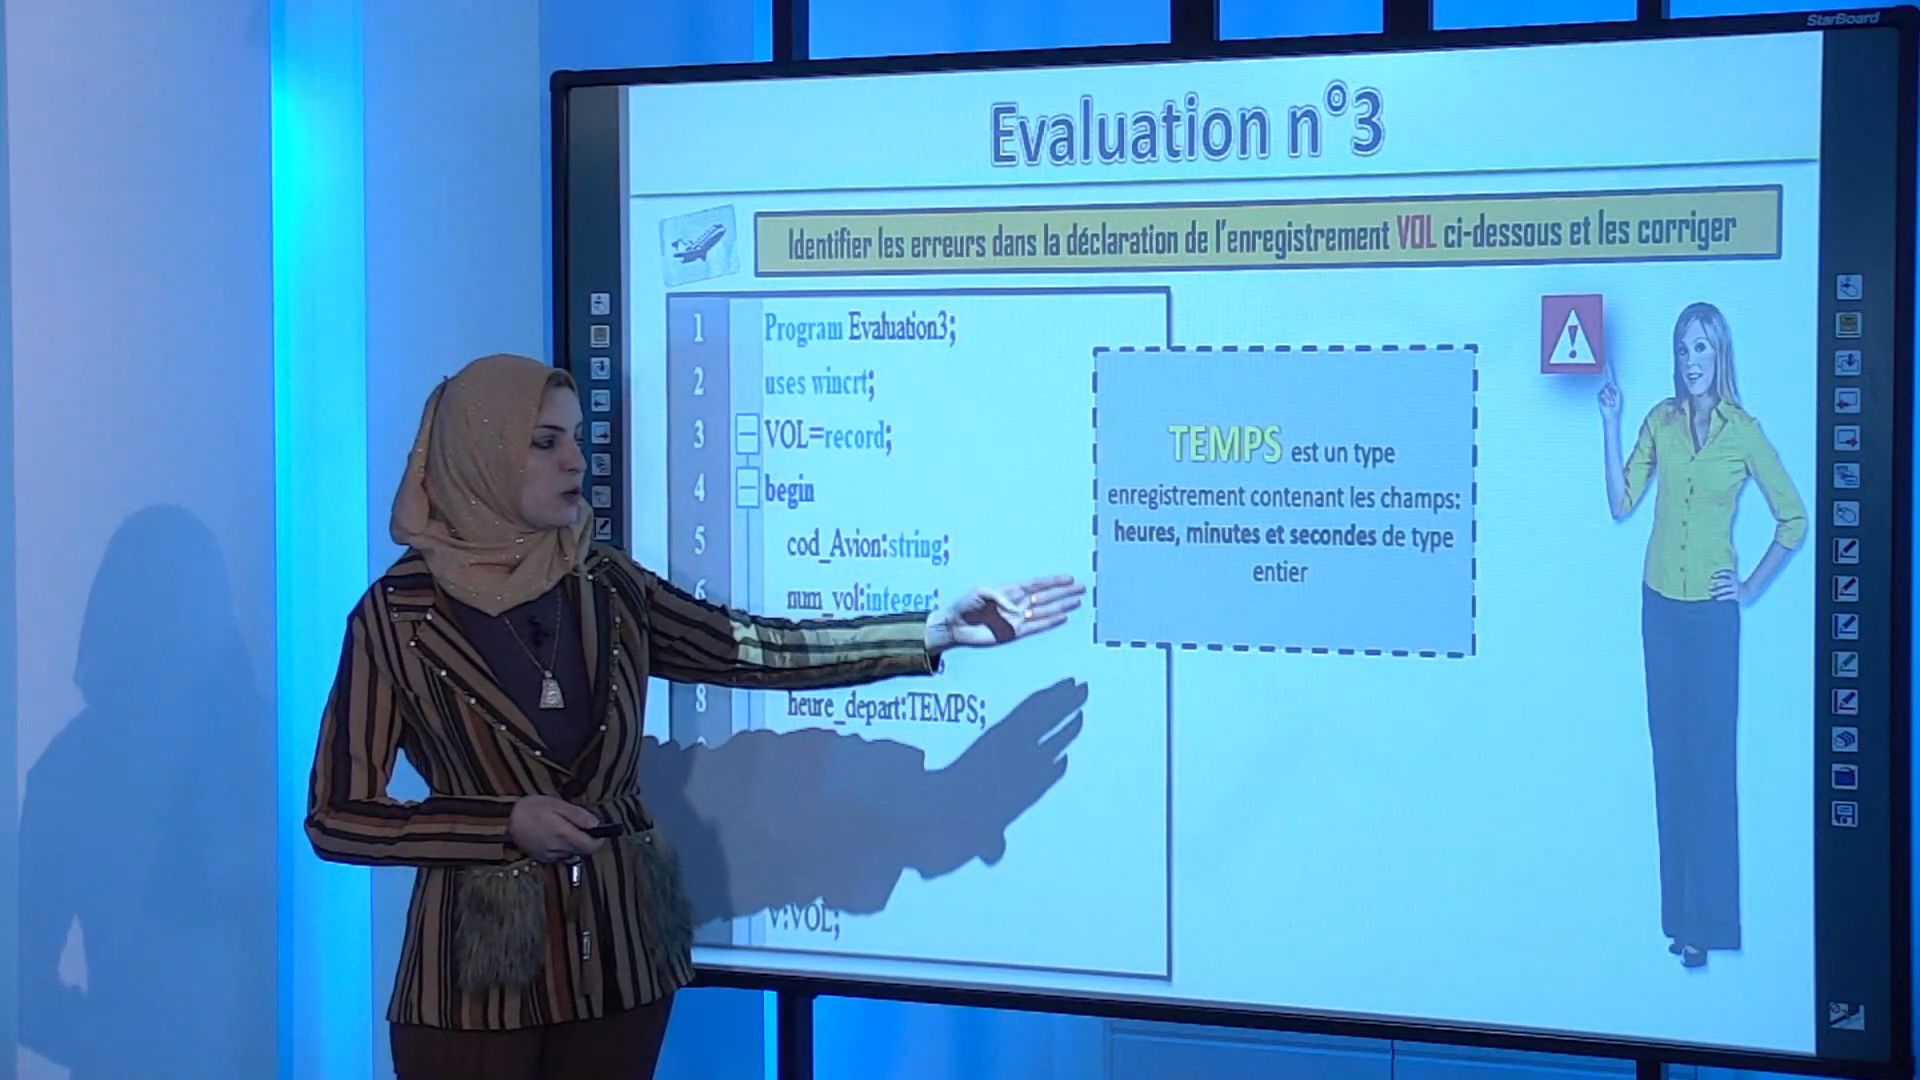 StarBoard
Evaluation n°3
Identifier les erreurs dans la déclaration de l'enregistrement VOL ci-dessous et les corriger
1 Program Evaluation3;
2 uses wincrt;
3 VOL=record;
4 begin
5 cod_Avion:string;
6 num_vol:integer;
8 heure_depart:TEMPS;
V:VOL;
TEMPS est un type
enregistrement contenant les champs:
heures, minutes et secondes de type
entier